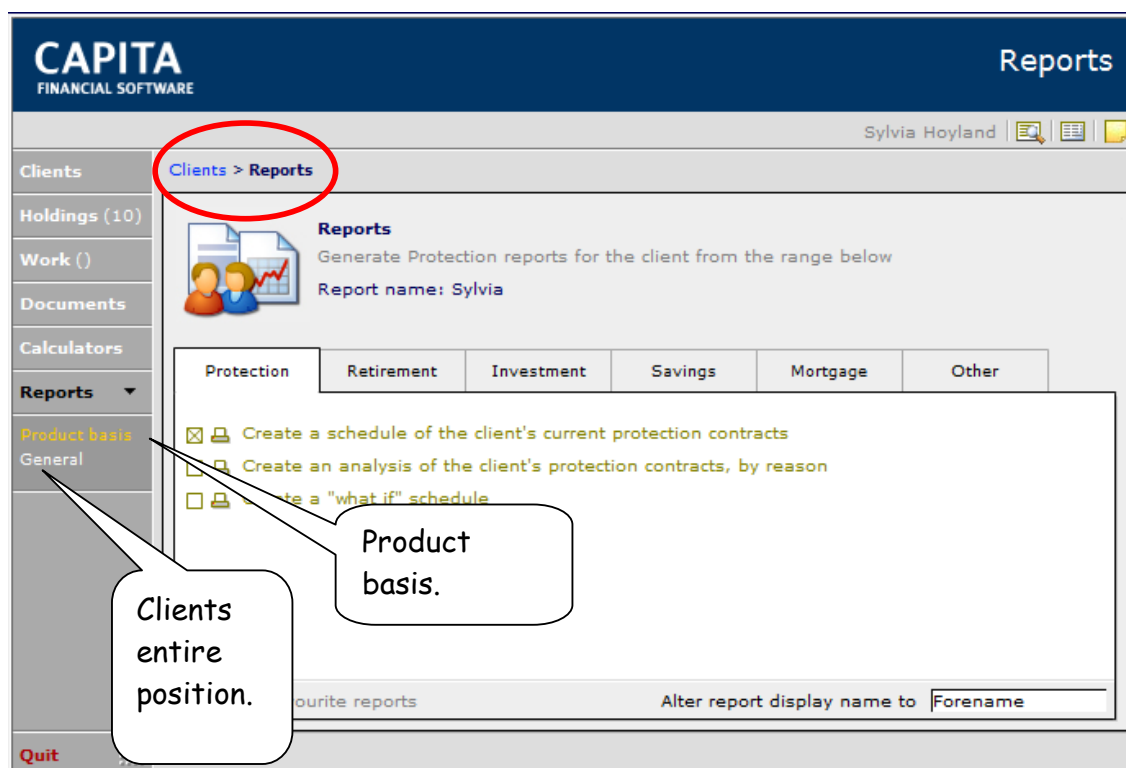 CAPITA
FINANCIAL SOFTWARE
Reports
Sylvia Hoyland
Clients
Clients > Reports
Holdings (10)
Work ()
Documents
Calculators
Reports
Product basis
General
Quit
Reports
Generate Protection reports for the client from the range below
Report name: Sylvia
Protection
Retirement
Investment
Savings
Mortgage
Other
Create a schedule of the client's current protection contracts
Create an analysis of the client's protection contracts, by reason
a "what if" schedule
Product
basis.
Clients
entire
position.
reports
Alter report display name to Forename